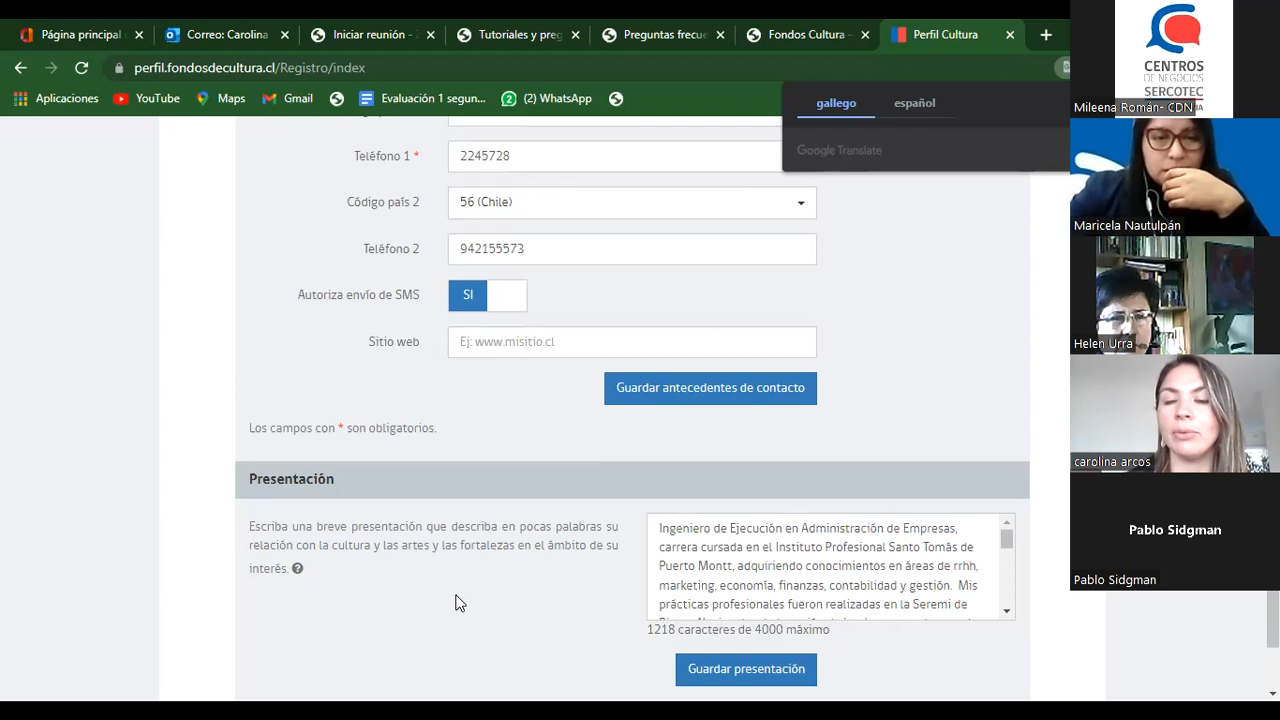 Página principal
Correo: Carolina
Iniciar reunión -
Tutoriales y preg
Preguntas frecue
Fondos Cultura –
Perfil Cultura
perfil.fondosdecultura.cl/Registro/index
Aplicaciones
YouTube
Maps
Gmail
Evaluación 1 segun...
(2) WhatsApp
gallego español
Google Translate
Teléfono 1 * 2245728
Código país 2 56 (Chile)
Teléfono 2 942155573
Autoriza envío de SMS SI
Sitio web Ej: www.misitio.cl
Guardar antecedentes de contacto
Los campos con * son obligatorios.
Presentación
Escriba una breve presentación que describa en pocas palabras su
relación con la cultura y las artes y las fortalezas en el ámbito de su
interés.
Ingeniero de Ejecución en Administración de Empresas,
carrera cursada en el Instituto Profesional Santo Tomás de
Puerto Montt, adquiriendo conocimientos en áreas de rrhh,
marketing, economía, finanzas, contabilidad y gestión. Mis
prácticas profesionales fueron realizadas en la Seremi de
1218 caracteres de 4000 máximo
Guardar presentación
CENTROS
DE NEGOCIOS
SERCOTEC
Mileena Román- CDN
Maricela Nautulpán
Helen Urra
carolina arcos
Pablo Sidgman
Pablo Sidgman